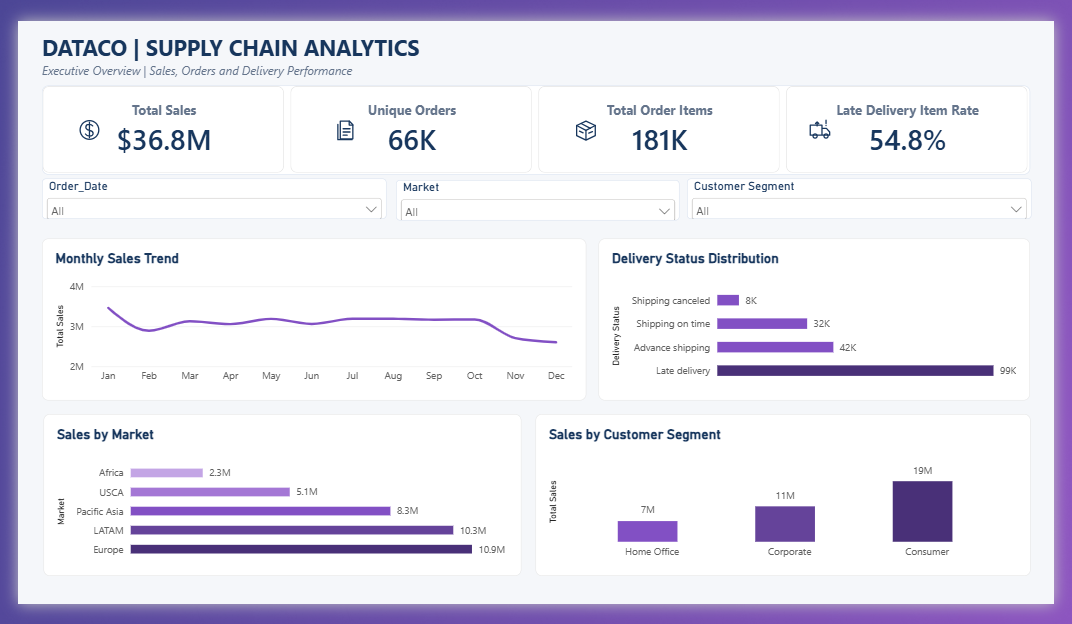 DATACO | SUPPLY CHAIN ANALYTICS
Executive Overview | Sales, Orders and Delivery Performance
Total Sales
$36.8M
Unique Orders
66K
Total Order Items
181K
Late Delivery Item Rate
54.8%
Order_Date
All
Market
All
Customer Segment
All
Monthly Sales Trend
Total Sales
4M
3M
2M
Jan Feb Mar Apr May Jun Jul Aug Sep Oct Nov Dec
Delivery Status Distribution
Delivery Status
Shipping canceled 8K
Shipping on time 32K
Advance shipping 42K
Late delivery 99K
Sales by Market
Market
Africa 2.3M
USCA 5.1M
Pacific Asia 8.3M
LATAM 10.3M
Europe 10.9M
Sales by Customer Segment
Total Sales
7M 11M 19M
Home Office Corporate Consumer